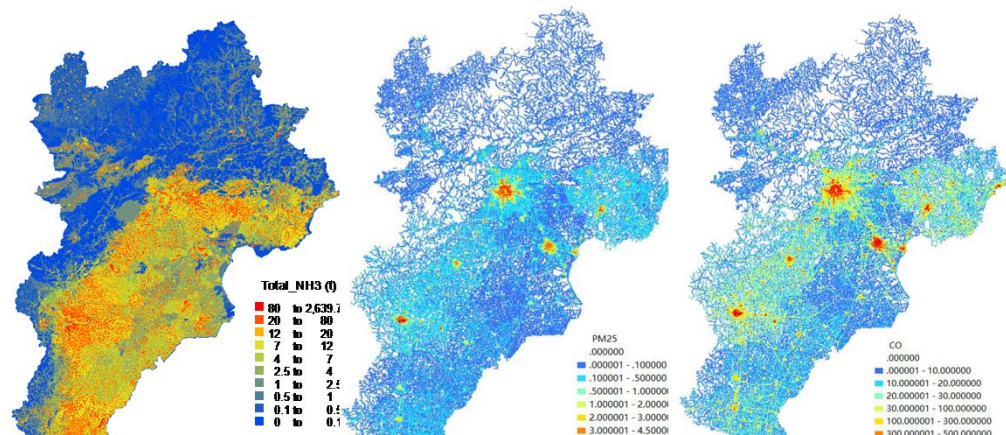 Total_NH3 (t)
80 to 2,639.7
20 to 80
12 to 20
7 to 12
4 to 7
2.5 to 4
1 to 2.5
0.5 to 1
0.1 to 0.5
0 to 0.1
PM25
.000000
.000001 - .100000
.100001 - .500000
.500001 - 1.00000
1.000001 - 2.0000
2.000001 - 3.0000
3.000001 - 4.5000
CO
.000000
.000001 - 10.000000
10.000001 - 20.000000
20.000001 - 30.000000
30.000001 - 100.000000
100.000001 - 300.000000
300.000001 - 500.000000